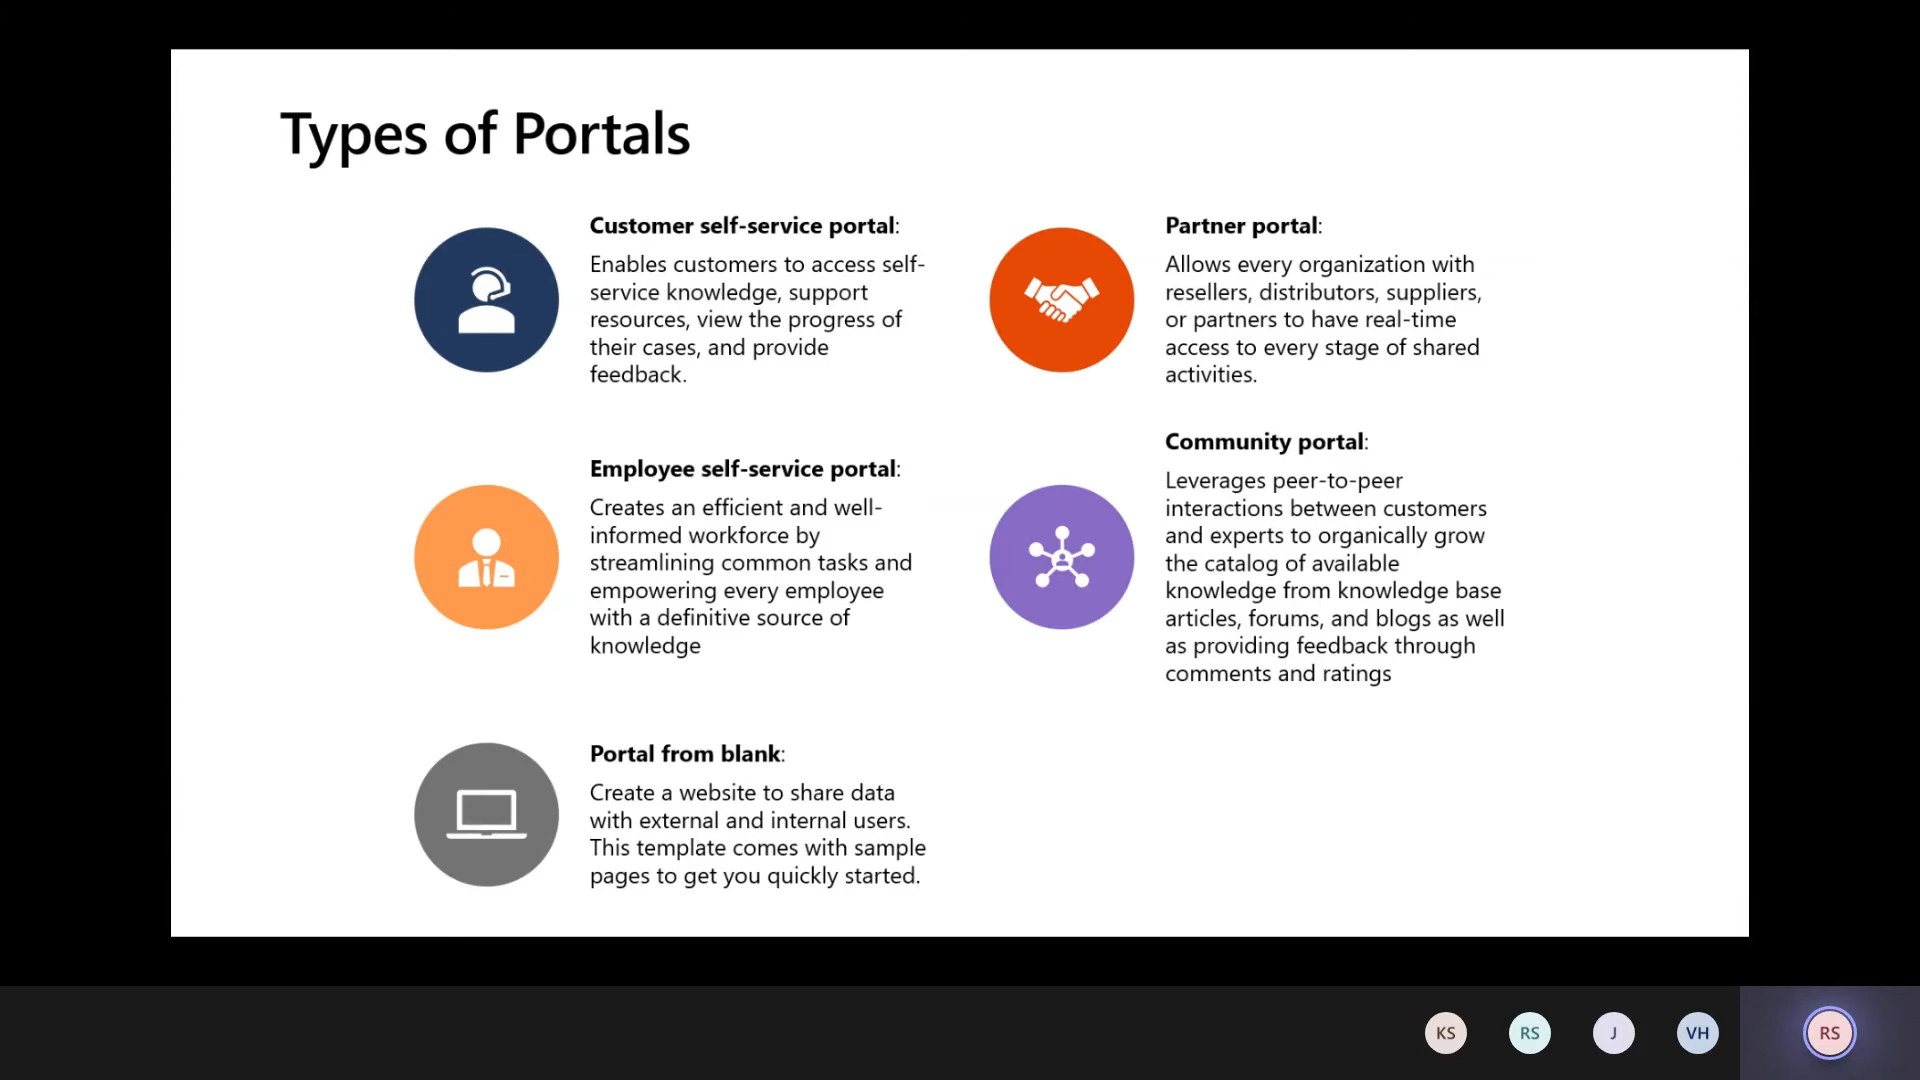 Types of Portals
Customer self-service portal:
Enables customers to access self-
service knowledge, support
resources, view the progress of
their cases, and provide
feedback.
Partner portal:
Allows every organization with
resellers, distributors, suppliers,
or partners to have real-time
access to every stage of shared
activities.
Employee self-service portal:
Creates an efficient and well-
informed workforce by
streamlining common tasks and
empowering every employee
with a definitive source of
knowledge
Community portal:
Leverages peer-to-peer
interactions between customers
and experts to organically grow
the catalog of available
knowledge from knowledge base
articles, forums, and blogs as well
as providing feedback through
comments and ratings
Portal from blank:
Create a website to share data
with external and internal users.
This template comes with sample
pages to get you quickly started.
KS RS J VH RS